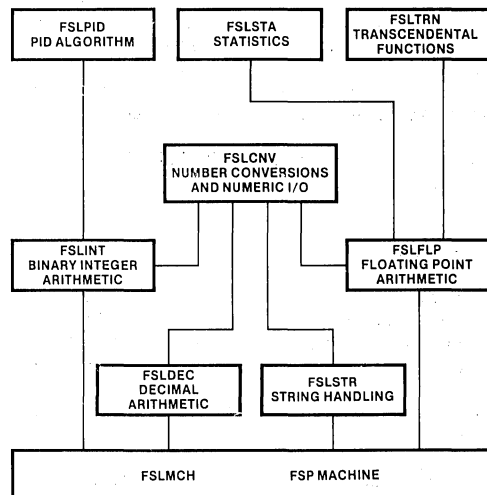 FSLPID
PID ALGORITHM
FSLSTA
STATISTICS
FSLTRN
TRANSCENDENTAL
FUNCTIONS
FSLCNV
NUMBER CONVERSIONS
AND NUMERIC I/O
FSLINT
BINARY INTEGER
ARITHMETIC
FSLFLP
FLOATING POINT
ARITHMETIC
FSLDEC
DECIMAL
ARITHMETIC
FSLSTR
STRING HANDLING
FSLMCH FSP MACHINE